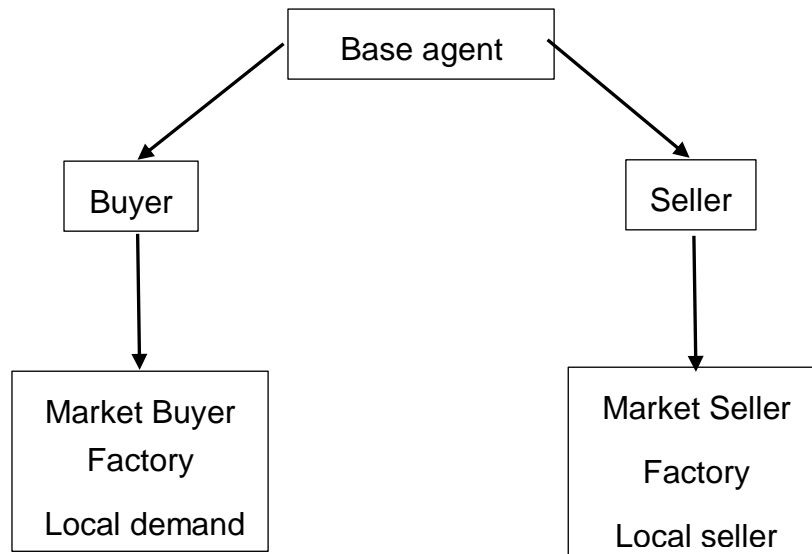 Base agent
Buyer
Seller
Market Buyer
Factory
Local demand
Market Seller
Factory
Local seller